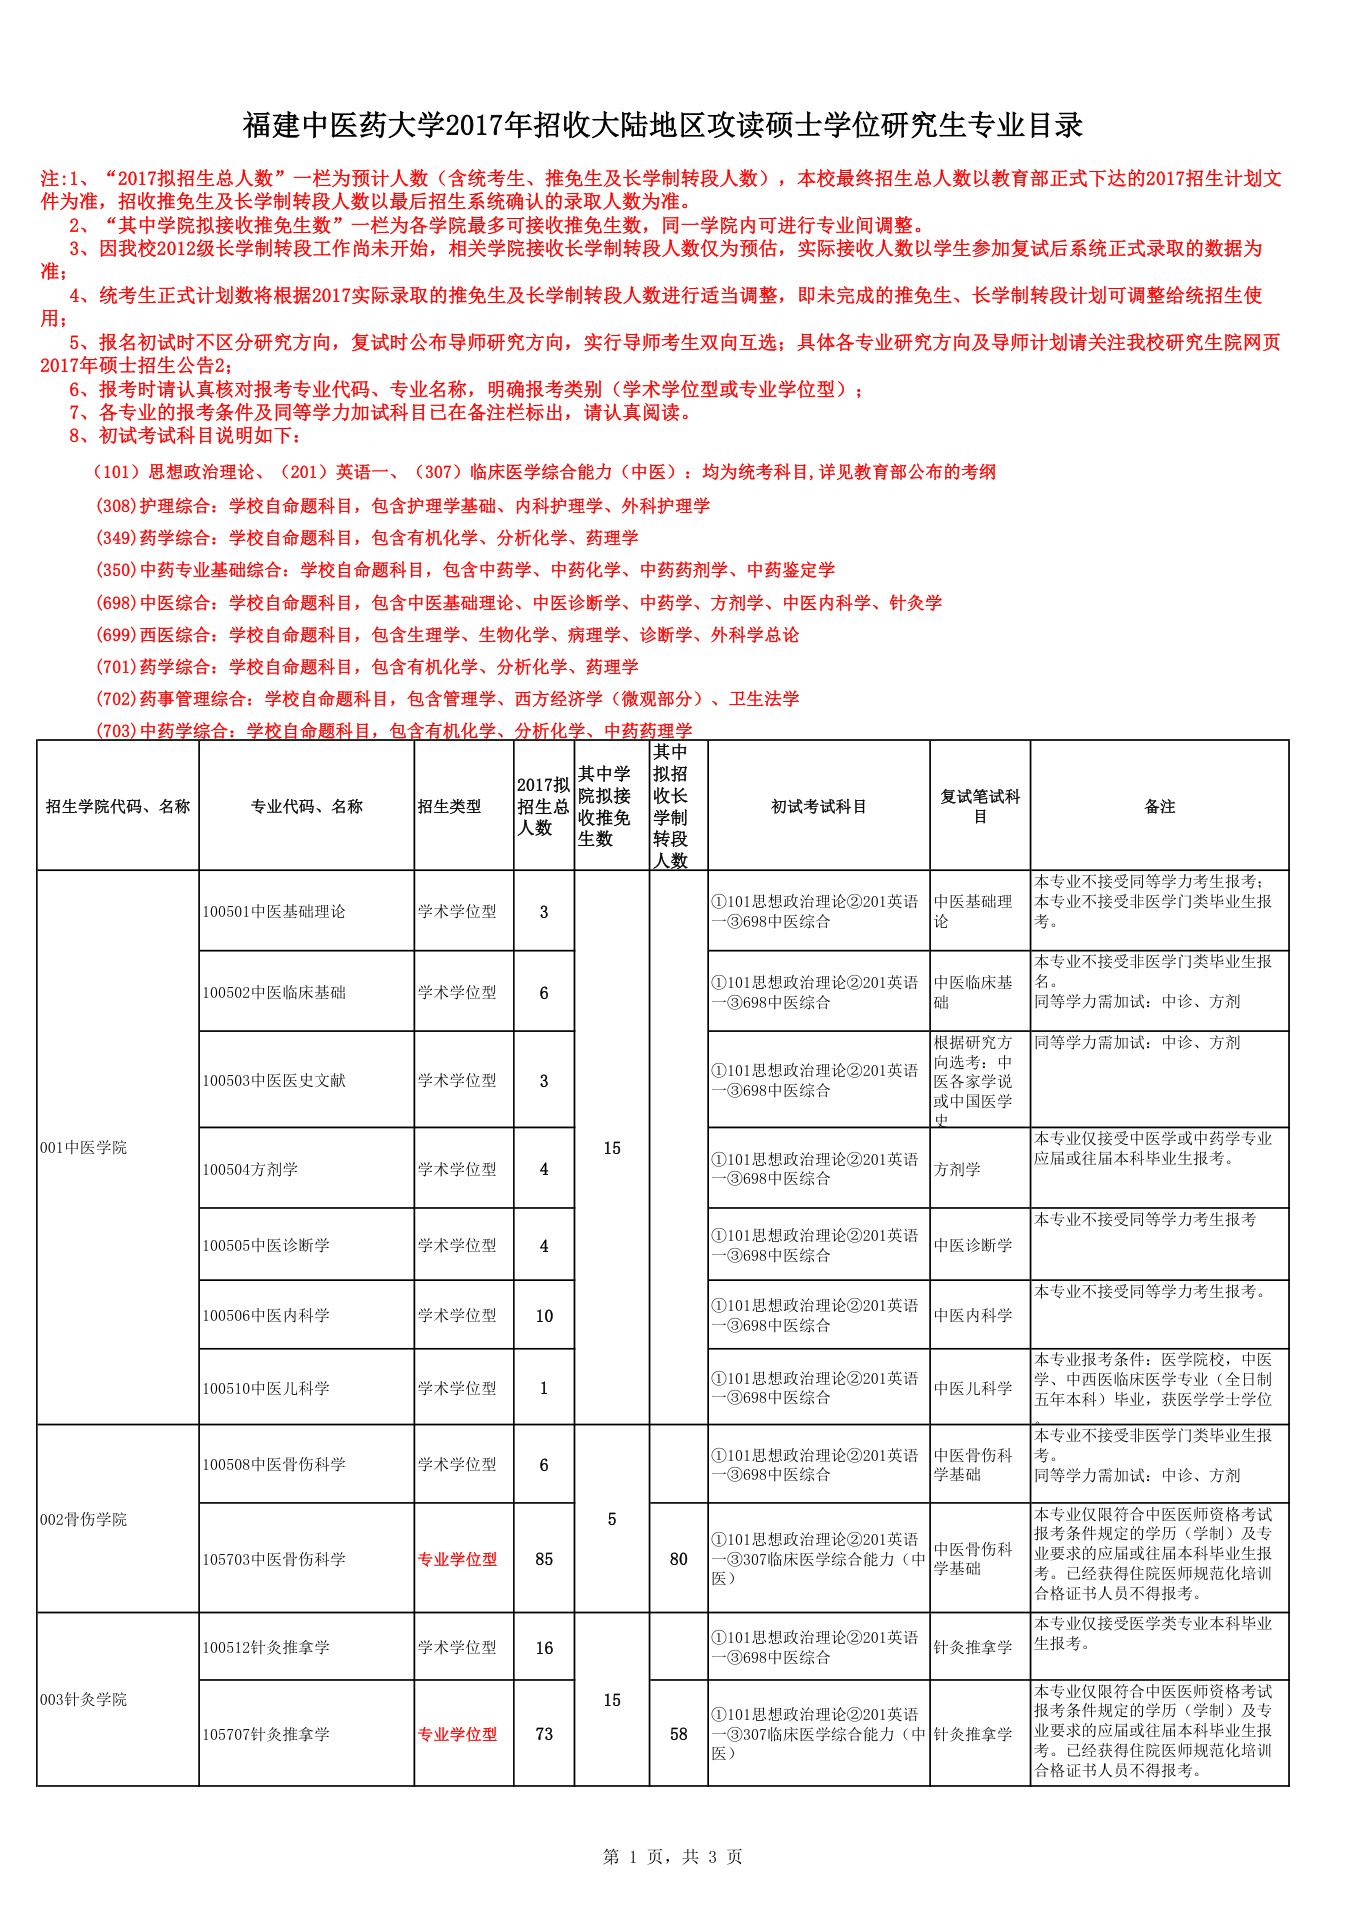 福建中医药大学2017年招收大陆地区攻读硕士学位研究生专业目录
注:1、“2017拟招生总人数”一栏为预计人数（含统考生、推免生及长学制转段人数），本校最终招生总人数以教育部正式下达的2017招生计划文
件为准，招收推免生及长学制转段人数以最后招生系统确认的录取人数为准。
2、“其中学院拟接收推免生数”一栏为各学院最多可接收推免生数，同一学院内可进行专业间调整。
3、因我校2012级长学制转段工作尚未开始，相关学院接收长学制转段人数仅为预估，实际接收人数以学生参加复试后系统正式录取的数据为
准；
4、统考生正式计划数将根据2017实际录取的推免生及长学制转段人数进行适当调整，即未完成的推免生、长学制转段计划可调整给统招生使
用；
5、报名初试时不区分研究方向，复试时公布导师研究方向，实行导师考生双向互选；具体各专业研究方向及导师计划请关注我校研究生院网页
2017年硕士招生公告2；
6、报考时请认真核对报考专业代码、专业名称，明确报考类别（学术学位型或专业学位型）；
7、各专业的报考条件及同等学力加试科目已在备注栏标出，请认真阅读。
8、初试考试科目说明如下：
（101）思想政治理论、（201）英语一、（307）临床医学综合能力（中医）：均为统考科目,详见教育部公布的考纲
(308)护理综合：学校自命题科目，包含护理学基础、内科护理学、外科护理学
(349)药学综合：学校自命题科目，包含有机化学、分析化学、药理学
(350)中药专业基础综合：学校自命题科目，包含中药学、中药化学、中药药剂学、中药鉴定学
(698)中医综合：学校自命题科目，包含中医基础理论、中医诊断学、中药学、方剂学、中医内科学、针灸学
(699)西医综合：学校自命题科目，包含生理学、生物化学、病理学、诊断学、外科学总论
(701)药学综合：学校自命题科目，包含有机化学、分析化学、药理学
(702)药事管理综合：学校自命题科目，包含管理学、西方经济学（微观部分）、卫生法学
(703)中药学综合：学校自命题科目，包含有机化学、分析化学、中药药理学
招生学院代码、名称
专业代码、名称
招生类型
2017拟
招生总
人数
其中学
院拟接
收推免
生数
其中
拟招
收长
学制
转段
人数
初试考试科目
复试笔试科
目
备注
001中医学院
15
100501中医基础理论
学术学位型
3
①101思想政治理论②201英语
一③698中医综合
中医基础理
论
本专业不接受同等学力考生报考；
本专业不接受非医学门类毕业生报
考。
100502中医临床基础
学术学位型
6
①101思想政治理论②201英语
一③698中医综合
中医临床基
础
本专业不接受非医学门类毕业生报
名。
同等学力需加试：中诊、方剂
100503中医医史文献
学术学位型
3
①101思想政治理论②201英语
一③698中医综合
根据研究方
向选考：中
医各家学说
或中国医学
史
同等学力需加试：中诊、方剂
100504方剂学
学术学位型
4
①101思想政治理论②201英语
一③698中医综合
方剂学
本专业仅接受中医学或中药学专业
应届或往届本科毕业生报考。
100505中医诊断学
学术学位型
4
①101思想政治理论②201英语
一③698中医综合
中医诊断学
本专业不接受同等学力考生报考
100506中医内科学
学术学位型
10
①101思想政治理论②201英语
一③698中医综合
中医内科学
本专业不接受同等学力考生报考。
100510中医儿科学
学术学位型
1
①101思想政治理论②201英语
一③698中医综合
中医儿科学
本专业报考条件：医学院校，中医
学、中西医临床医学专业（全日制
五年本科）毕业，获医学学士学位
。
002骨伤学院
5
100508中医骨伤科学
学术学位型
6
①101思想政治理论②201英语
一③698中医综合
中医骨伤科
学基础
本专业不接受非医学门类毕业生报
考。
同等学力需加试：中诊、方剂
105703中医骨伤科学
专业学位型
85
80
①101思想政治理论②201英语
一③307临床医学综合能力（中
医）
中医骨伤科
学基础
本专业仅限符合中医医师资格考试
报考条件规定的学历（学制）及专
业要求的应届或往届本科毕业生报
考。已经获得住院医师规范化培训
合格证书人员不得报考。
003针灸学院
15
100512针灸推拿学
学术学位型
16
①101思想政治理论②201英语
一③698中医综合
针灸推拿学
本专业仅接受医学类专业本科毕业
生报考。
105707针灸推拿学
专业学位型
73
58
①101思想政治理论②201英语
一③307临床医学综合能力（中
医）
针灸推拿学
本专业仅限符合中医医师资格考试
报考条件规定的学历（学制）及专
业要求的应届或往届本科毕业生报
考。已经获得住院医师规范化培训
合格证书人员不得报考。
第 1 页，共 3 页